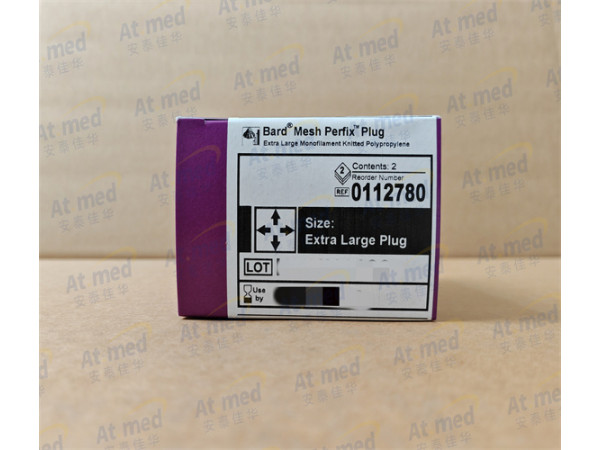 Bard® Mesh Perfix™ Plug
Extra Large Monofilament Knitted Polypropylene
2
Contents: 2
Reorder Number
REF 0112780
Size:
Extra Large Plug
LOT
Use
by
At med
安泰佳华